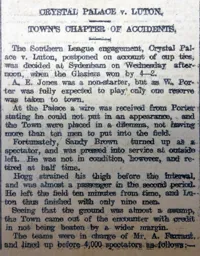 CRYSTAL PALACE v. LUTON.
TOWN'S CHAPTER OF ACCIDENTS.
The Southern League engagement, Crystal Pal-
ace v. Luton, postponed on account of cup ties,
was decided at Sydenham on Wednesday after-
noon, when the Glaziers won by 4—2.
A. E. Jones was a non-starter, but as W. Por-
ter was fully expected to play only one reserve
was taken to town.
At the Palace a wire was received from Porter
stating he could not put in an appearance, and
the Town were placed in a dilemma, not having
more than ten men to put into the field.
Fortunately, Sandy Brown turned up as a
spectator, and was pressed into service at outside
left. He was not in condition, however, and re-
tired at half time.
Hogg strained his thigh before the interval,
and was almost a passenger in the second period.
He left the field ten minutes from time, and Lu-
ton thus finished with only nine men.
Seeing that the ground was almost a swamp,
the Town came out of the encounter with credit
in not being beaten by a wider margin.
The teams were in charge of Mr. A. Farrant,
and lined up before 4,000 spectators as follows:—